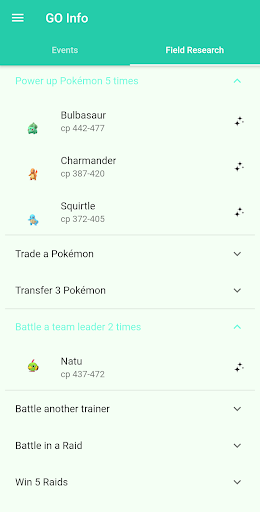 GO Info
Events
Field Research
Power up Pokémon 5 times
Bulbasaur
cp 442-477
Charmander
cp 387-420
Squirtle
cp 372-405
Trade a Pokémon
Transfer 3 Pokémon
Battle a team leader 2 times
Natu
cp 437-472
Battle another trainer
Battle in a Raid
Win 5 Raids